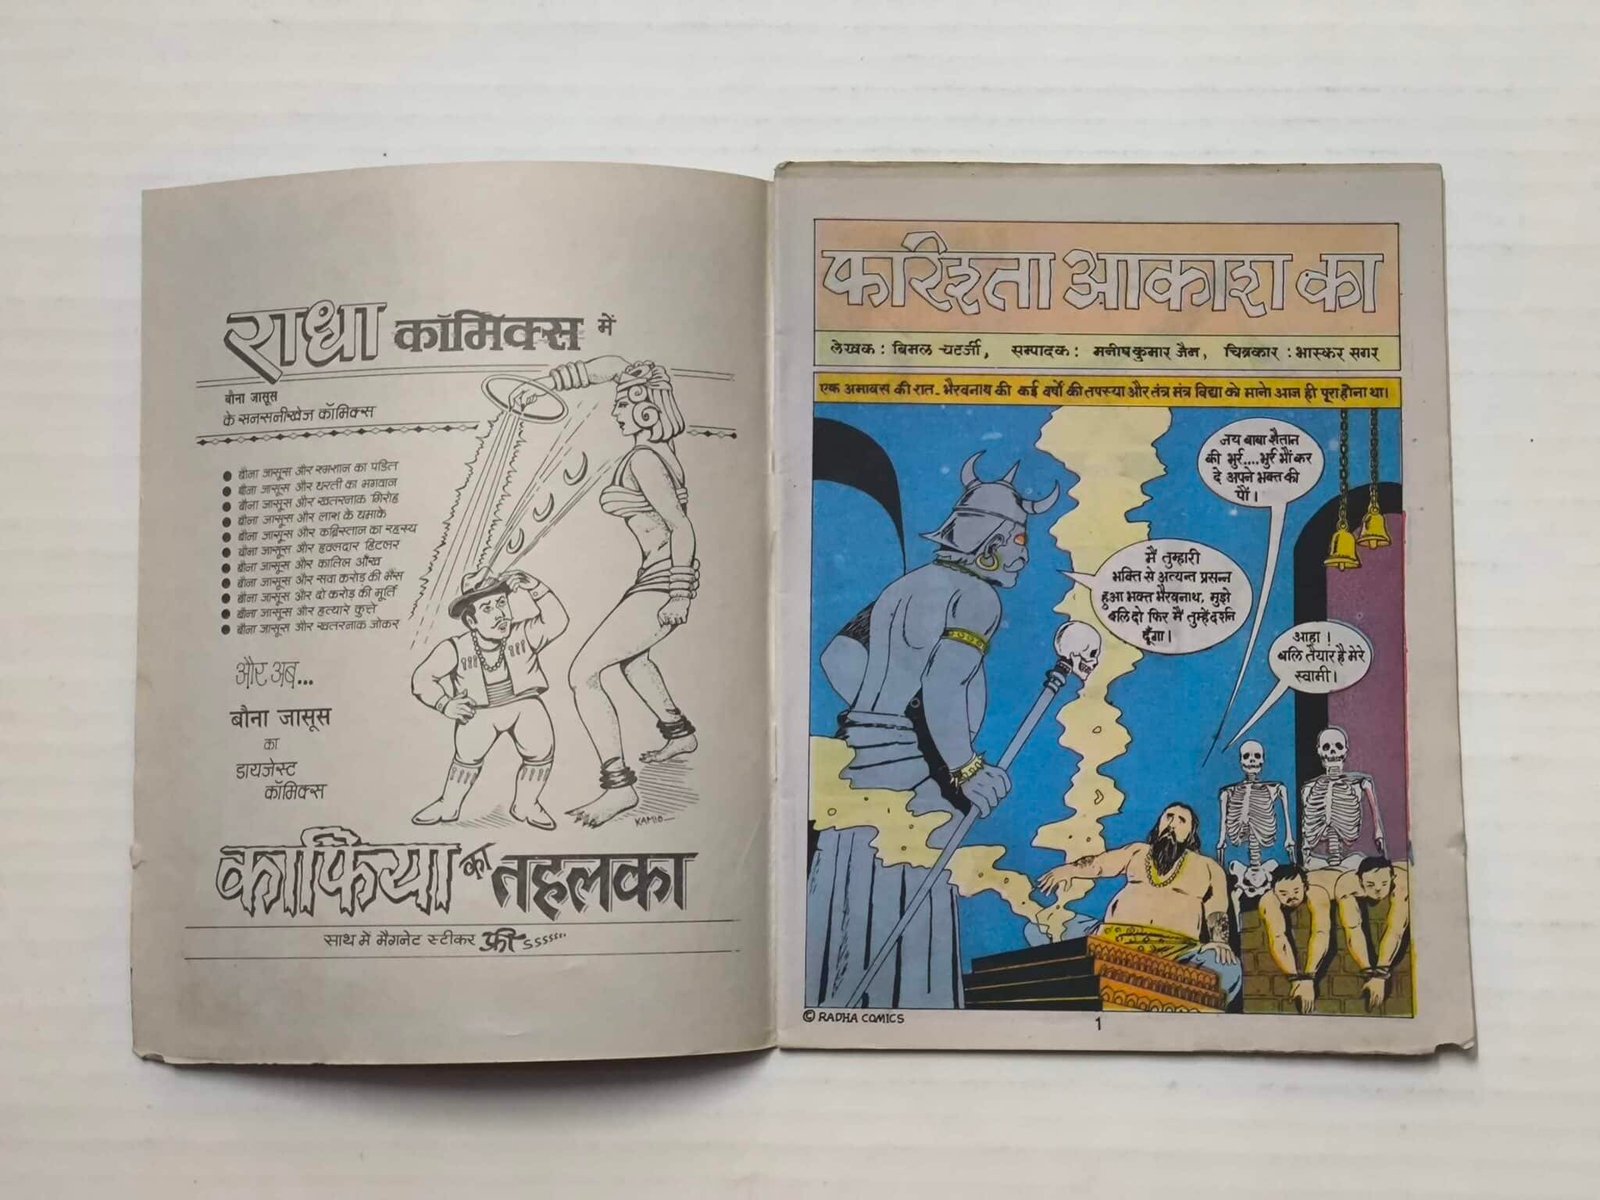 राधा कॉमिक्स में
बौना जासूस
के सनसनीखेज कॉमिक्स
बौना जासूस और श्मशान का पंडित
बौना जासूस और धरती का भगवान
बौना जासूस और खतरनाक गिरोह
बौना जासूस और लाश के धमाके
बौना जासूस और कब्रिस्तान का रहस्य
बौना जासूस और हवलदार हिटलर
बौना जासूस और कातिल आँख
बौना जासूस और सवा करोड़ की भैंस
बौना जासूस और दो करोड़ की मूर्ति
बौना जासूस और हत्यारे कुत्ते
बौना जासूस और खतरनाक जोकर
और अब...
बौना जासूस
का
डायजेस्ट
कॉमिक्स
काफिया का तहलका
साथ में मैगनेट स्टीकर फ्रीssssss..
फरिश्ता आकाश का
लेखक : बिमल चटर्जी, सम्पादक : मनीषकुमार जैन, चित्रकार : भास्कर सगर
एक अमावस की रात- भैरवनाथ की कई वर्षों की तपस्या और तंत्र मंत्र विद्या को मानो आज ही पूरा होना था।
जय बाबा शैतान
की भुर्र....भुर्र भौं कर
दे अपने भक्त की
पौं।
मैं तुम्हारी
भक्ति से अत्यन्त प्रसन्न
हुआ भक्त भैरवनाथ, मुझे
बलि दो फिर मैं तुम्हें दर्शन
दूँगा।
आहा।
बलि तैयार है मेरे
स्वामी।
© RADHA COMICS
1